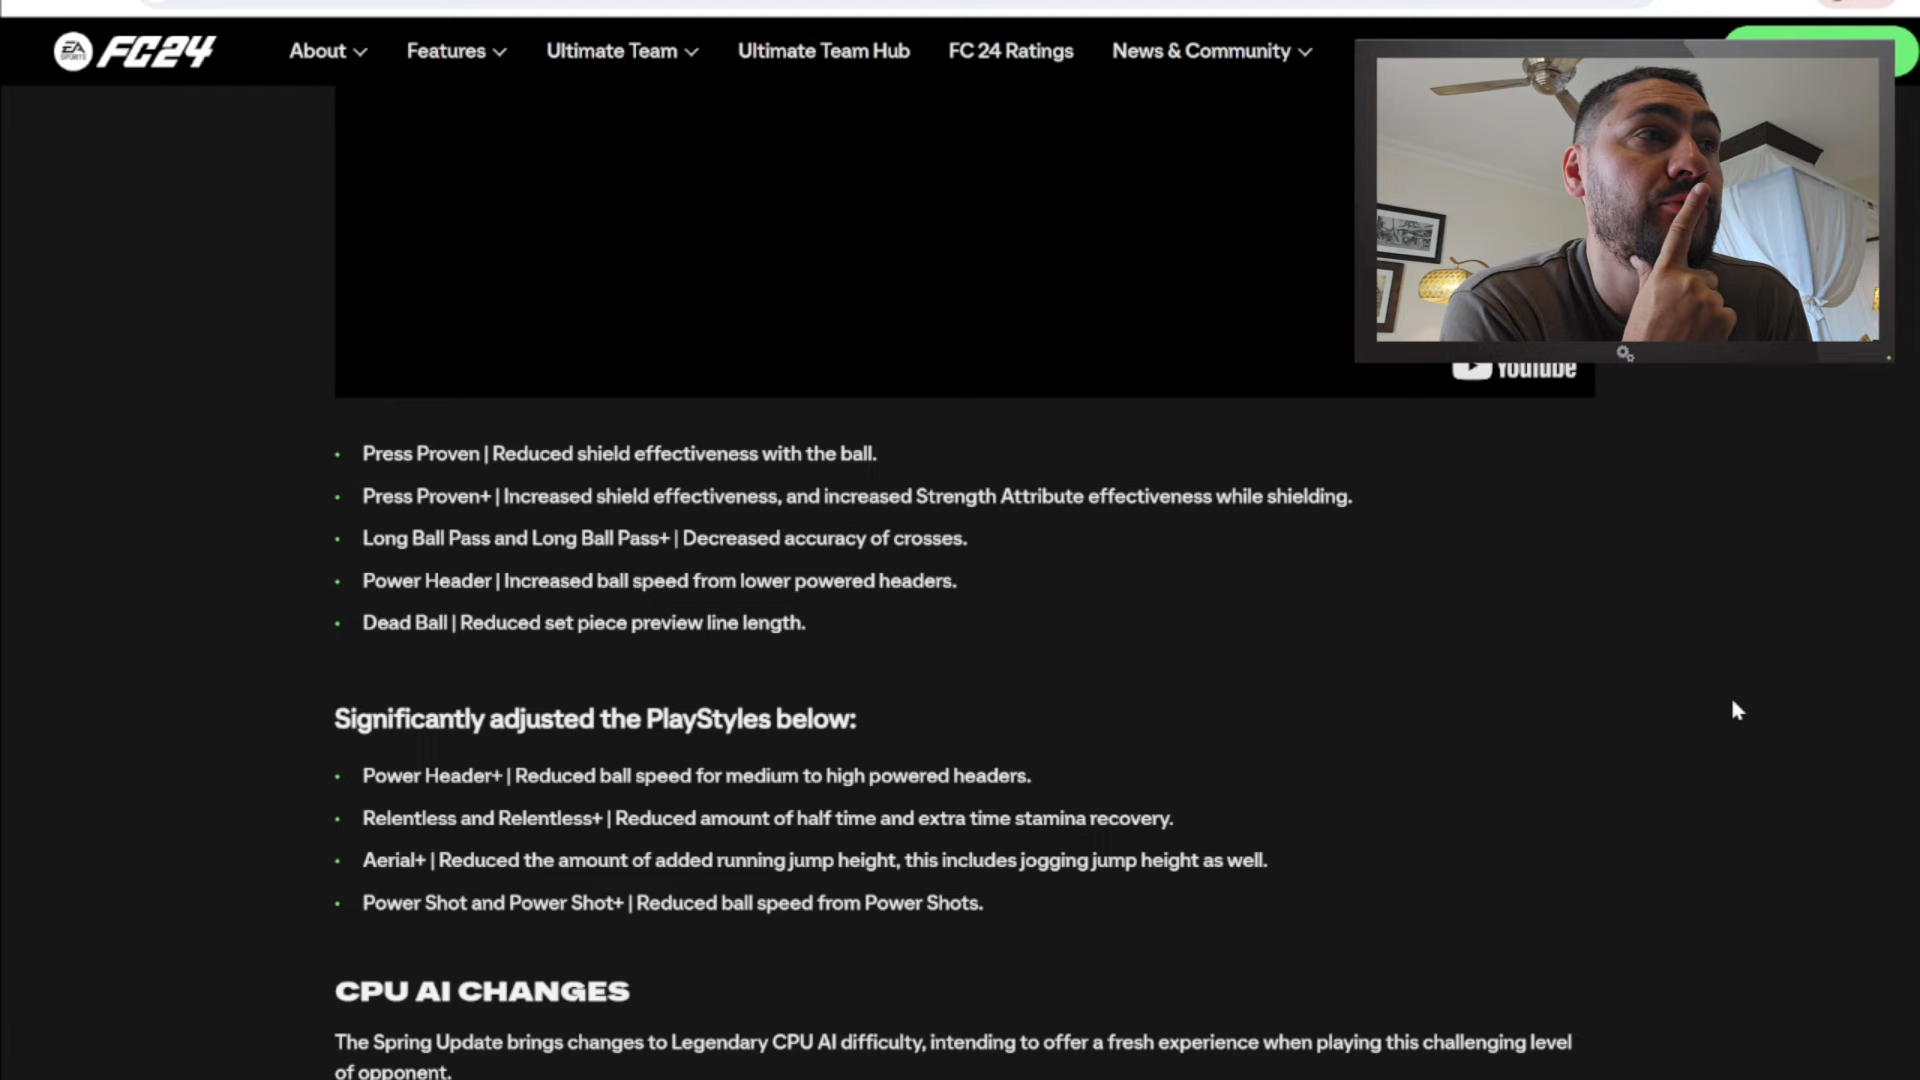 EA SPORTS FC24 About Features Ultimate Team Ultimate Team Hub FC 24 Ratings News & Community
YouTube
• Press Proven | Reduced shield effectiveness with the ball.
• Press Proven+ | Increased shield effectiveness, and increased Strength Attribute effectiveness while shielding.
• Long Ball Pass and Long Ball Pass+ | Decreased accuracy of crosses.
• Power Header | Increased ball speed from lower powered headers.
• Dead Ball | Reduced set piece preview line length.
Significantly adjusted the PlayStyles below:
• Power Header+ | Reduced ball speed for medium to high powered headers.
• Relentless and Relentless+ | Reduced amount of half time and extra time stamina recovery.
• Aerial+ | Reduced the amount of added running jump height, this includes jogging jump height as well.
• Power Shot and Power Shot+ | Reduced ball speed from Power Shots.
CPU AI CHANGES
The Spring Update brings changes to Legendary CPU AI difficulty, intending to offer a fresh experience when playing this challenging level
of opponent.